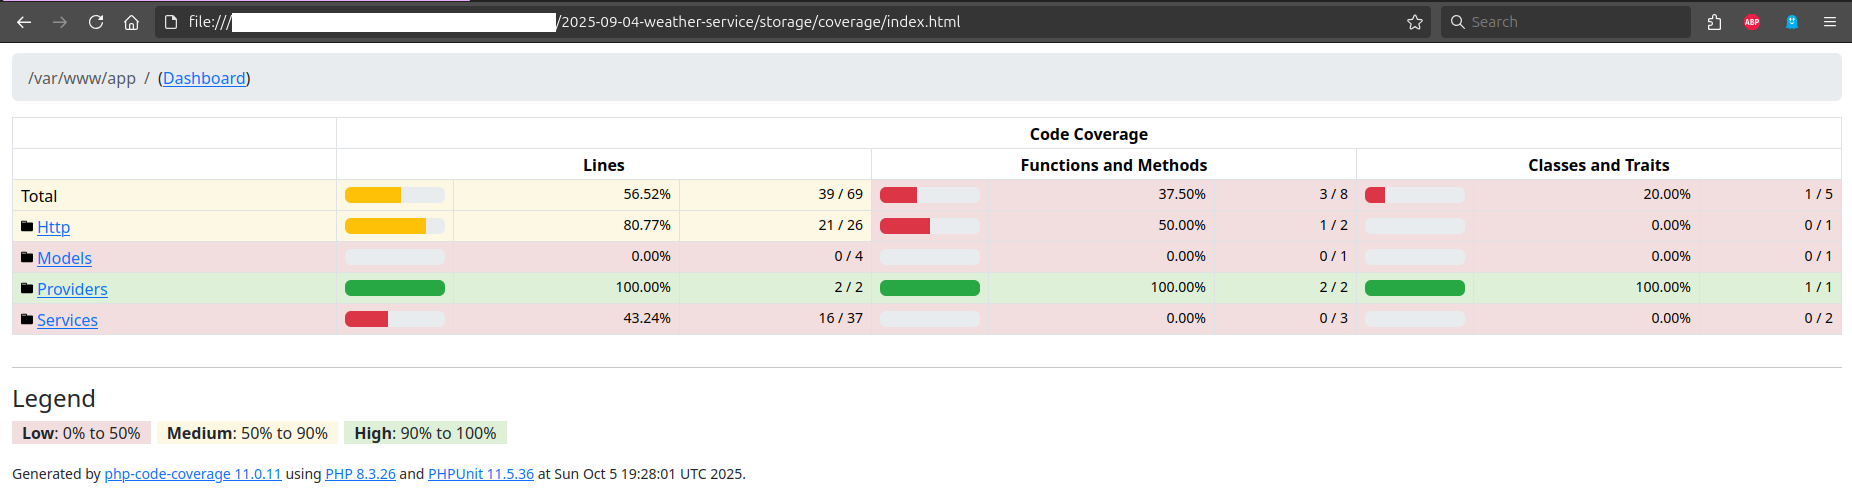 file:/// /2025-09-04-weather-service/storage/coverage/index.html Search ABP
/var/www/app / (Dashboard)
Code Coverage
Lines Functions and Methods Classes and Traits
Total 56.52% 39 / 69 37.50% 3 / 8 20.00% 1 / 5
Http 80.77% 21 / 26 50.00% 1 / 2 0.00% 0 / 1
Models 0.00% 0 / 4 0.00% 0 / 1 0.00% 0 / 1
Providers 100.00% 2 / 2 100.00% 2 / 2 100.00% 1 / 1
Services 43.24% 16 / 37 0.00% 0 / 3 0.00% 0 / 2
Legend
Low: 0% to 50% Medium: 50% to 90% High: 90% to 100%
Generated by php-code-coverage 11.0.11 using PHP 8.3.26 and PHPUnit 11.5.36 at Sun Oct 5 19:28:01 UTC 2025.